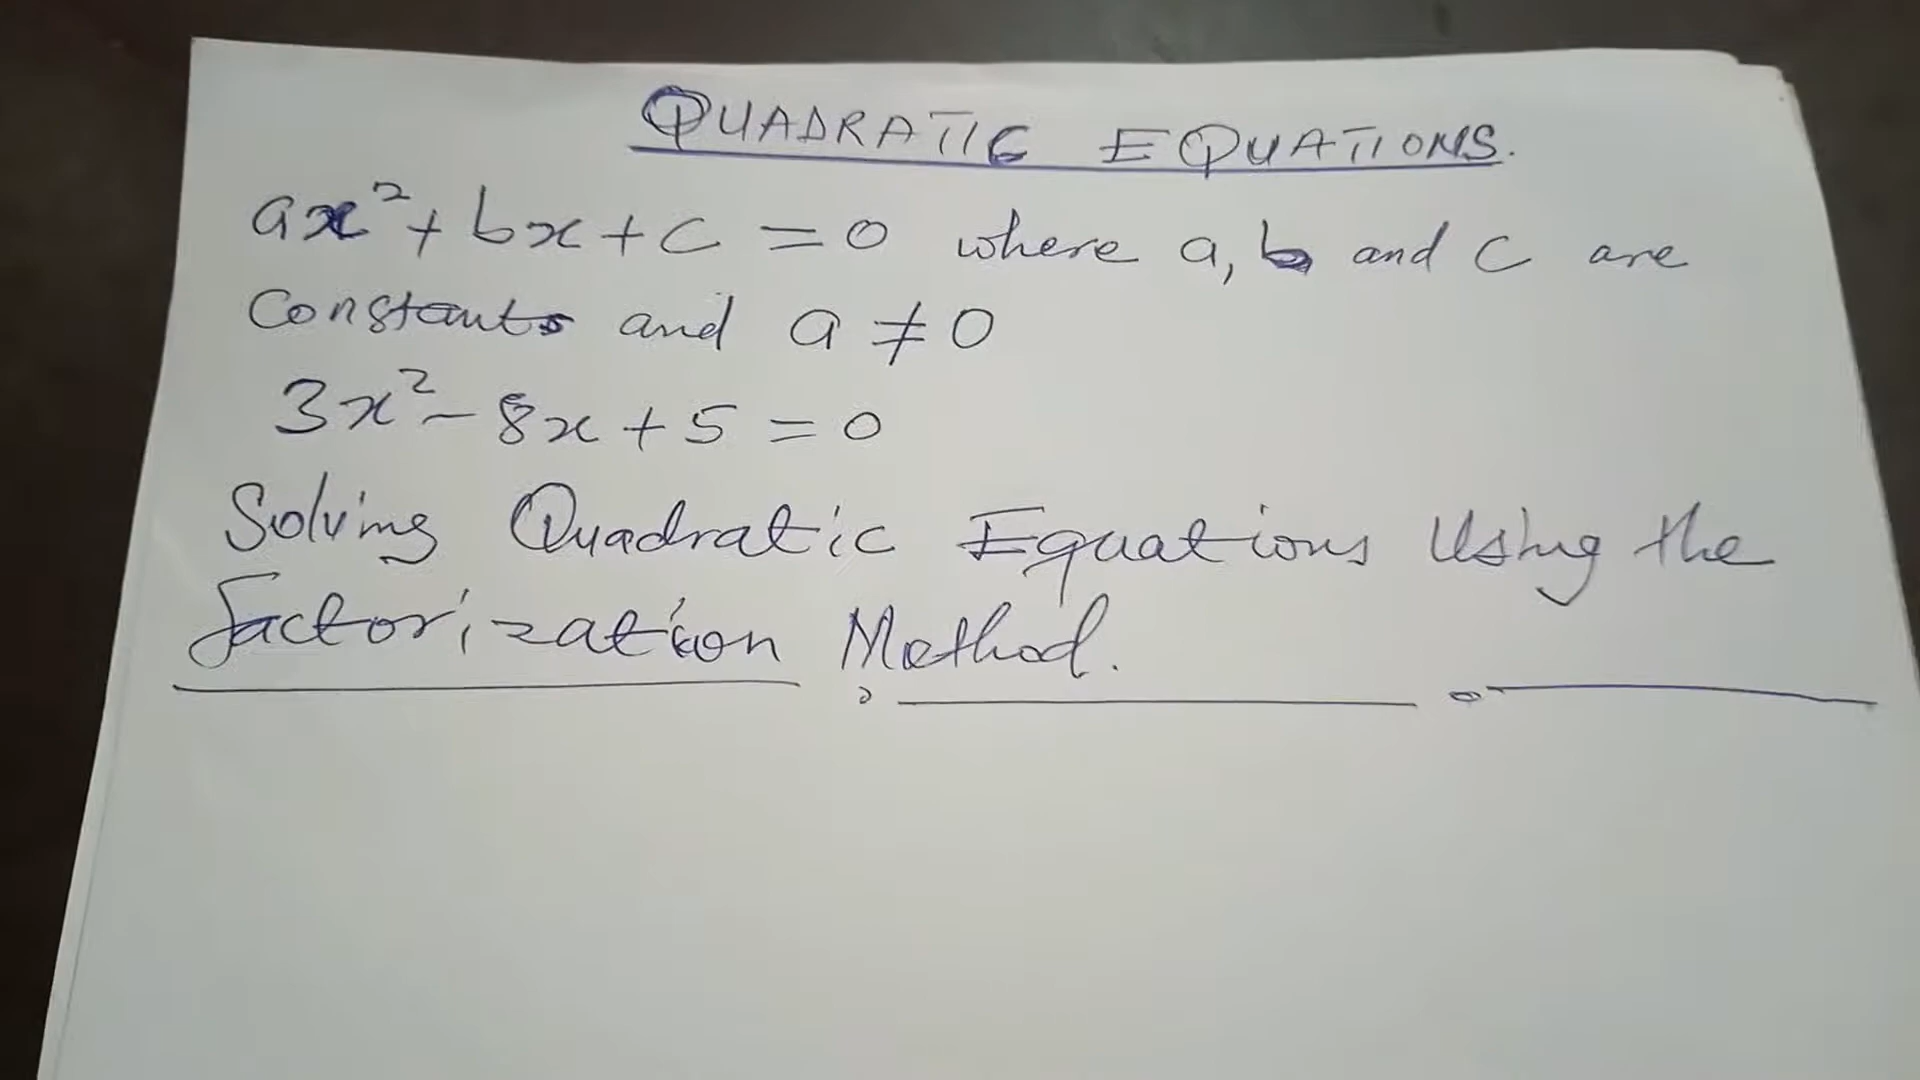 QUADRATIC EQUATIONS.
ax² + bx + c = 0 where a, b and c are
constants and a ≠ 0
3x² - 8x + 5 = 0
Solving Quadratic Equations Using the
Factorization Method.